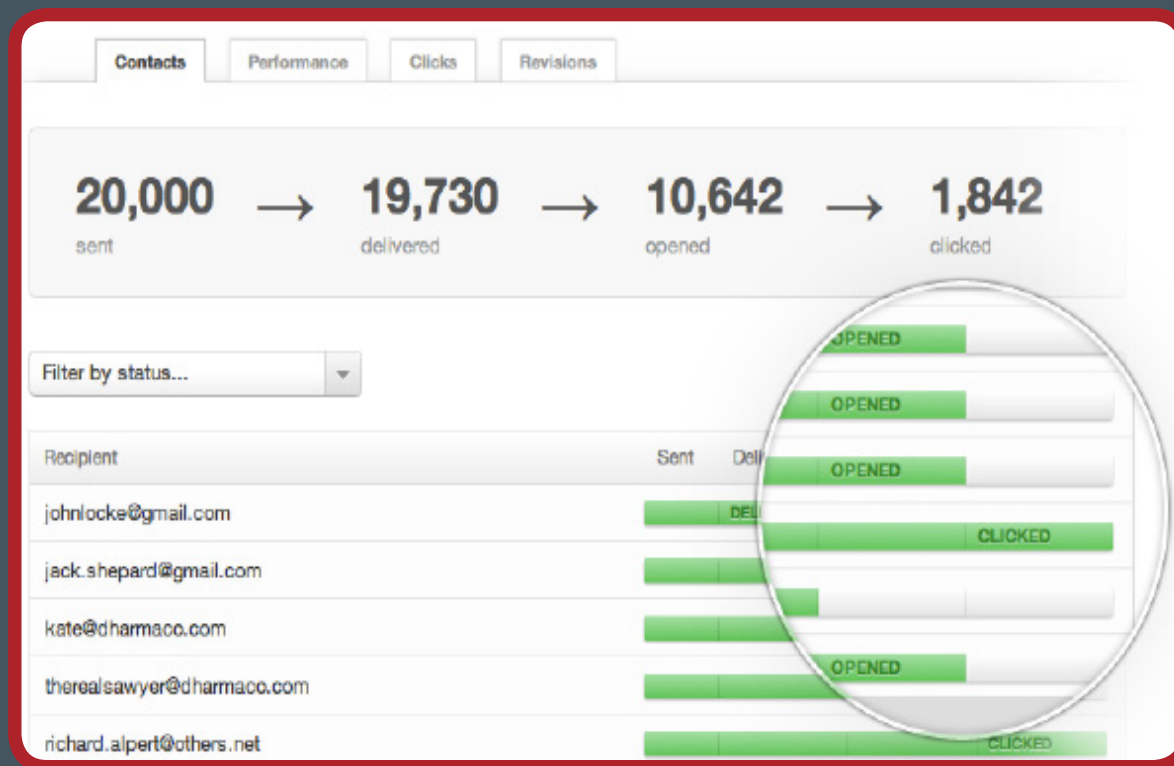 Contacts Performance Clicks Revisions
20,000 → 19,730 → 10,642 → 1,842
sent delivered opened clicked
OPENED
Filter by status...
OPENED
Recipient Sent Deli
OPENED
johnlocke@gmail.com DEL
CLICKED
jack.shepard@gmail.com
kate@dharmaco.com
OPENED
therealsawyer@dharmaco.com
richard.alpert@others.net CLICKED